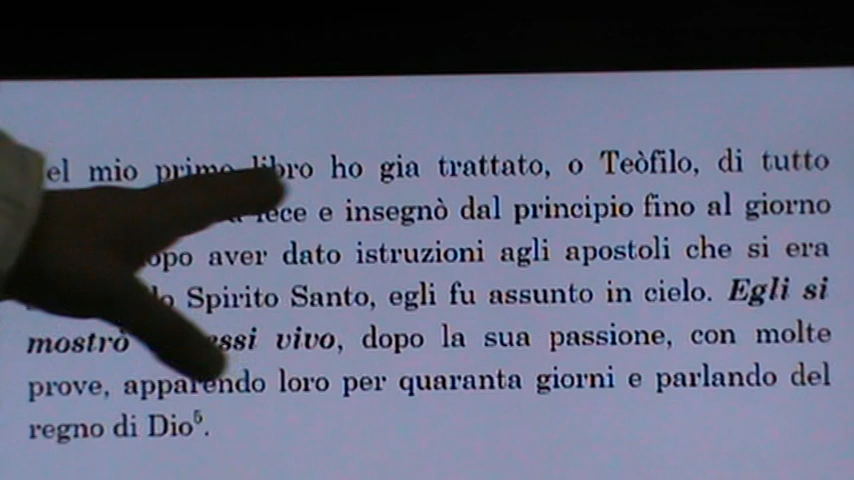 el mio primo libro ho gia trattato, o Teòfilo, di tutto
fece e insegnò dal principio fino al giorno
opo aver dato istruzioni agli apostoli che si era
lo Spirito Santo, egli fu assunto in cielo. Egli si
mostrò essi vivo, dopo la sua passione, con molte
prove, apparendo loro per quaranta giorni e parlando del
regno di Dio⁵.